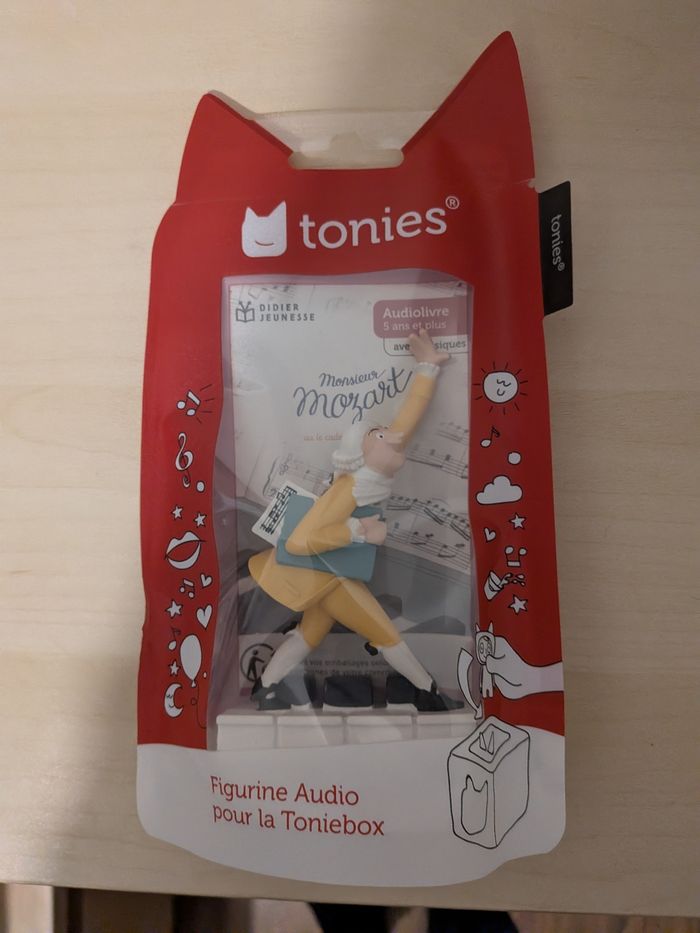 tonies®
tonies®
DIDIER
JEUNESSE
Audiolivre
5 ans et plus
Monsieur
Mozart
Figurine Audio
pour la Toniebox